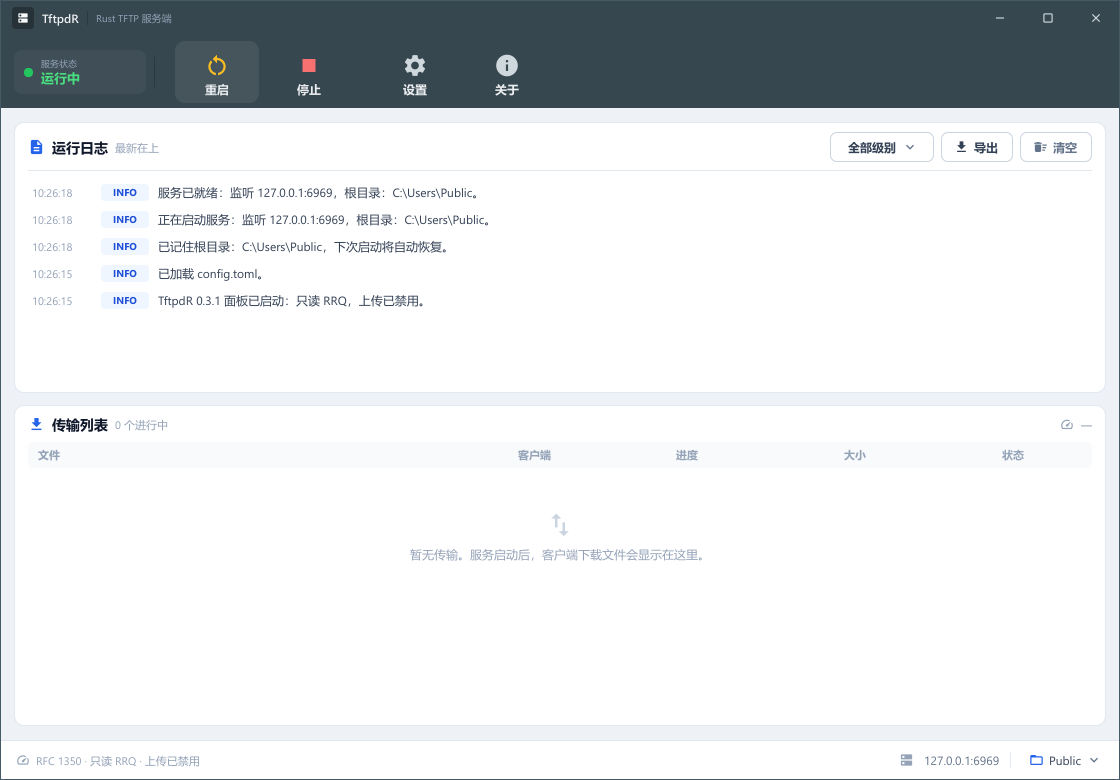 TftpdR Rust TFTP 服务端
服务状态
运行中
重启 停止 设置 关于
运行日志 最新在上 全部级别 导出 清空
10:26:18 INFO 服务已就绪：监听 127.0.0.1:6969，根目录：C:\Users\Public。
10:26:18 INFO 正在启动服务：监听 127.0.0.1:6969，根目录：C:\Users\Public。
10:26:18 INFO 已记住根目录：C:\Users\Public，下次启动将自动恢复。
10:26:15 INFO 已加载 config.toml。
10:26:15 INFO TftpdR 0.3.1 面板已启动：只读 RRQ，上传已禁用。
传输列表 0 个进行中 —
文件 客户端 进度 大小 状态
暂无传输。服务启动后，客户端下载文件会显示在这里。
RFC 1350 · 只读 RRQ · 上传已禁用 127.0.0.1:6969 Public